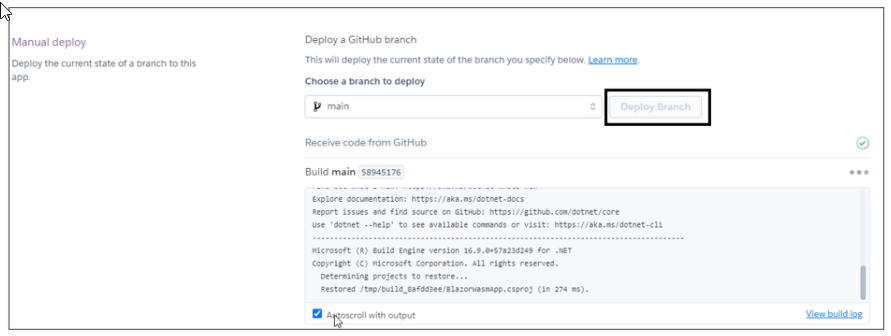 Manual deploy
Deploy the current state of a branch to this
app.
Deploy a GitHub branch
This will deploy the current state of the branch you specify below. Learn more.
Choose a branch to deploy
main
Deploy Branch
Receive code from GitHub
Build main 58945176
Explore documentation: https://aka.ms/dotnet-docs
Report issues and find source on GitHub: https://github.com/dotnet/core
Use 'dotnet --help' to see available commands or visit: https://aka.ms/dotnet-cli
--------------------------------------------------------------------------------------
Microsoft (R) Build Engine version 16.9.0+57a23d249 for .NET
Copyright (C) Microsoft Corporation. All rights reserved.
Determining projects to restore...
Restored /tmp/build_8afdd3ee/BlazorWasmApp.csproj (in 274 ms).
Autoscroll with output
View build log